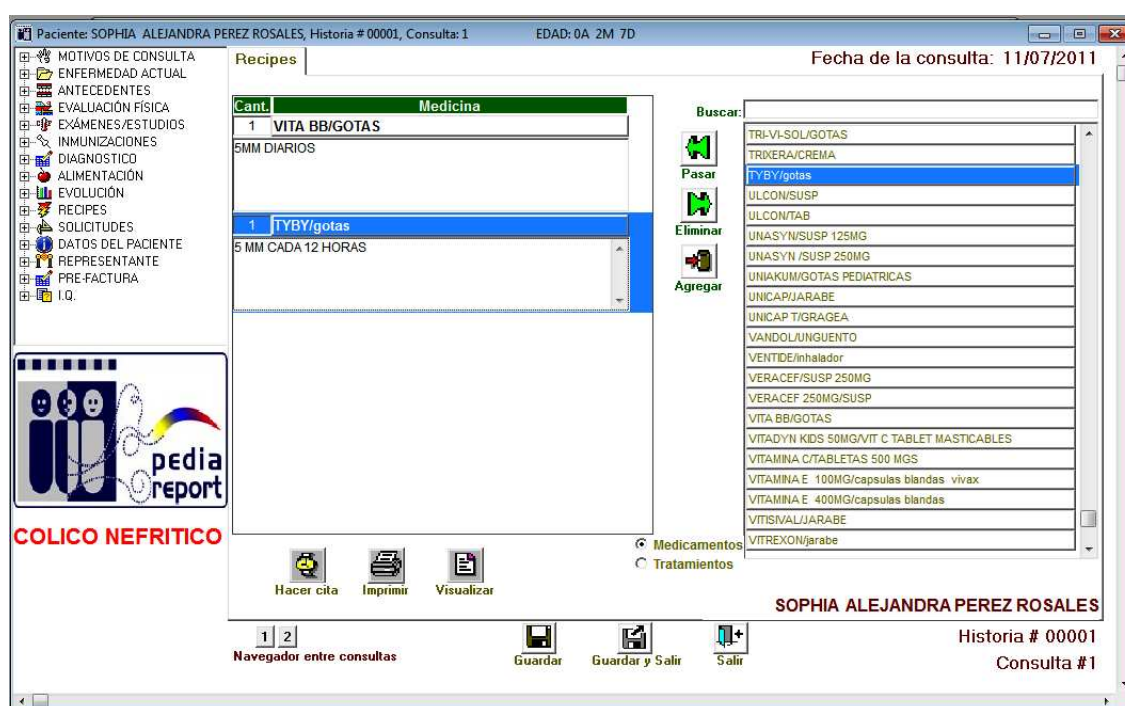 Paciente: SOPHIA ALEJANDRA PEREZ ROSALES, Historia # 00001, Consulta: 1 EDAD: 0A 2M 7D
MOTIVOS DE CONSULTA
ENFERMEDAD ACTUAL
ANTECEDENTES
EVALUACIÓN FÍSICA
EXÁMENES/ESTUDIOS
INMUNIZACIONES
DIAGNOSTICO
ALIMENTACIÓN
EVOLUCIÓN
RECIPES
SOLICITUDES
DATOS DEL PACIENTE
REPRESENTANTE
PRE-FACTURA
I.Q.
pedia
report
COLICO NEFRITICO
Recipes
Fecha de la consulta: 11/07/2011
Cant. Medicina
1 VITA BB/GOTAS
5MM DIARIOS
1 TYBY/gotas
5 MM CADA 12 HORAS
Pasar
Eliminar
Agregar
Buscar:
TRI-VI-SOL/GOTAS
TRIXERA/CREMA
TYBY/gotas
ULCON/SUSP
ULCON/TAB
UNASYN/SUSP 125MG
UNASYN /SUSP 250MG
UNIAKUM/GOTAS PEDIATRICAS
UNICAP/JARABE
UNICAP T/GRAGEA
VANDOL/UNGUENTO
VENTIDE/inhalador
VERACEF/SUSP 250MG
VERACEF 250MG/SUSP
VITA BB/GOTAS
VITADYN KIDS 50MG/VIT C TABLET MASTICABLES
VITAMINA C/TABLETAS 500 MGS
VITAMINA E 100MG/capsulas blandas vivax
VITAMINA E 400MG/capsulas blandas
VITISIVAL/JARABE
VITREXON/jarabe
Medicamentos
Tratamientos
Hacer cita Imprimir Visualizar
SOPHIA ALEJANDRA PEREZ ROSALES
1 2
Navegador entre consultas
Guardar Guardar y Salir Salir
Historia # 00001
Consulta #1